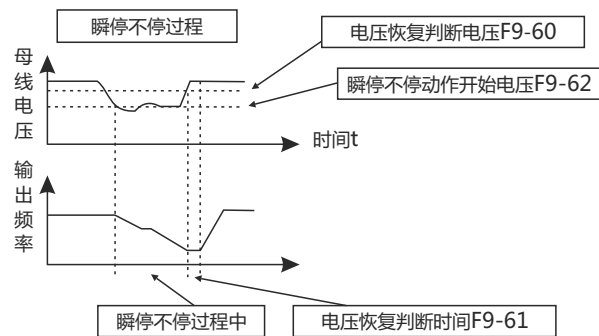 瞬停不停过程
电压恢复判断电压F9-60
瞬停不停动作开始电压F9-62
母线电压
时间t
输出频率
瞬停不停过程中
电压恢复判断时间F9-61